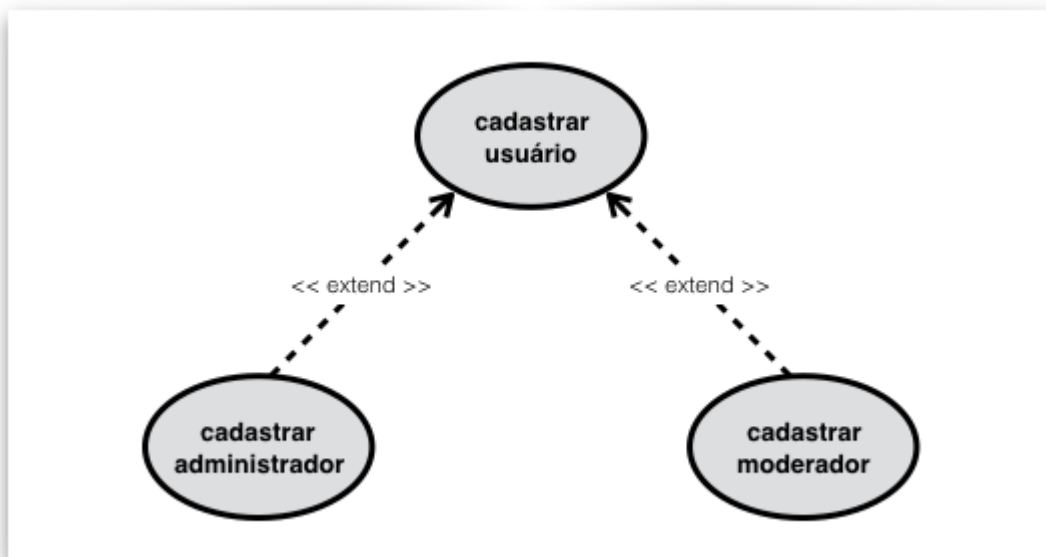 cadastrar
usuário
<< extend >>
<< extend >>
cadastrar
administrador
cadastrar
moderador